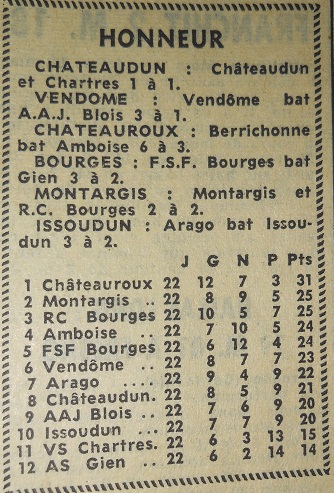 HONNEUR
CHATEAUDUN : Châteaudun
et Chartres 1 à 1.
VENDOME : Vendôme bat
A.A.J. Blois 3 à 1.
CHATEAUROUX : Berrichonne
bat Amboise 6 à 3.
BOURGES : F.S.F. Bourges bat
Gien 3 à 2.
MONTARGIS : Montargis et
R.C. Bourges 2 à 2.
ISSOUDUN : Arago bat Issou-
dun 3 à 2.
J G N P Pts
1 Châteauroux 22 12 7 3 31
2 Montargis .. 22 8 9 5 25
3 RC Bourges 22 10 5 7 25
4 Amboise .. 22 7 10 5 24
5 FSF Bourges 22 6 12 4 24
6 Vendôme .. 22 8 7 7 23
7 Arago .... 22 9 4 9 22
8 Châteaudun. 22 8 5 9 21
9 AAJ Blois .. 22 7 6 9 20
10 Issoudun ... 22 7 7 9 20
11 VS Chartres. 22 6 3 13 15
12 AS Gien .. 22 6 2 14 14